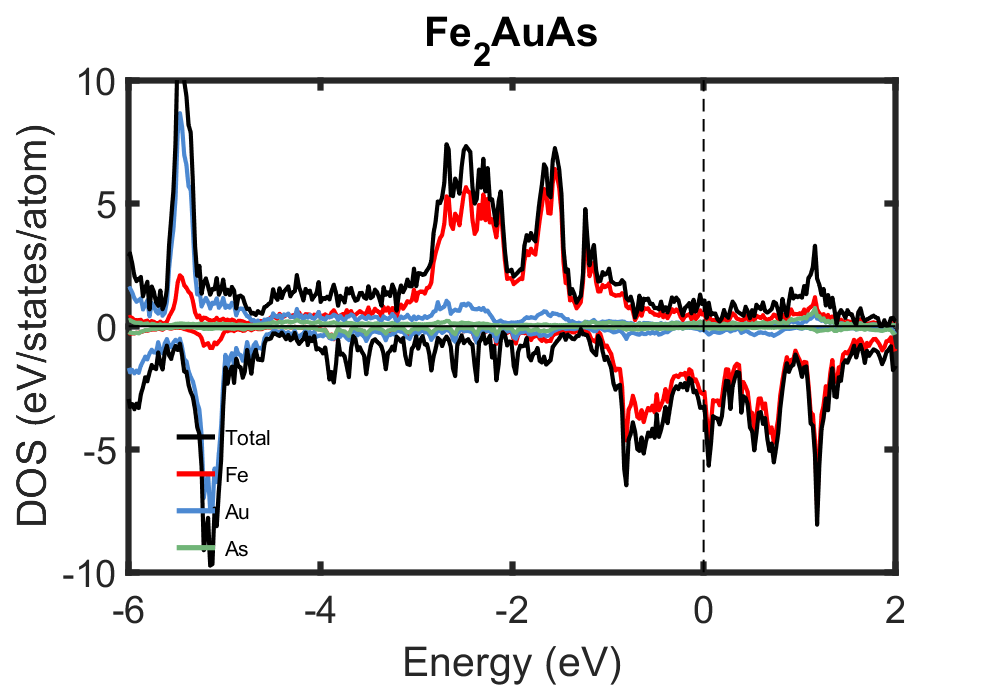 Fe₂AuAs
10
5
0
-5
-10
DOS (eV/states/atom)
Total
Fe
Au
As
-6 -4 -2 0 2
Energy (eV)